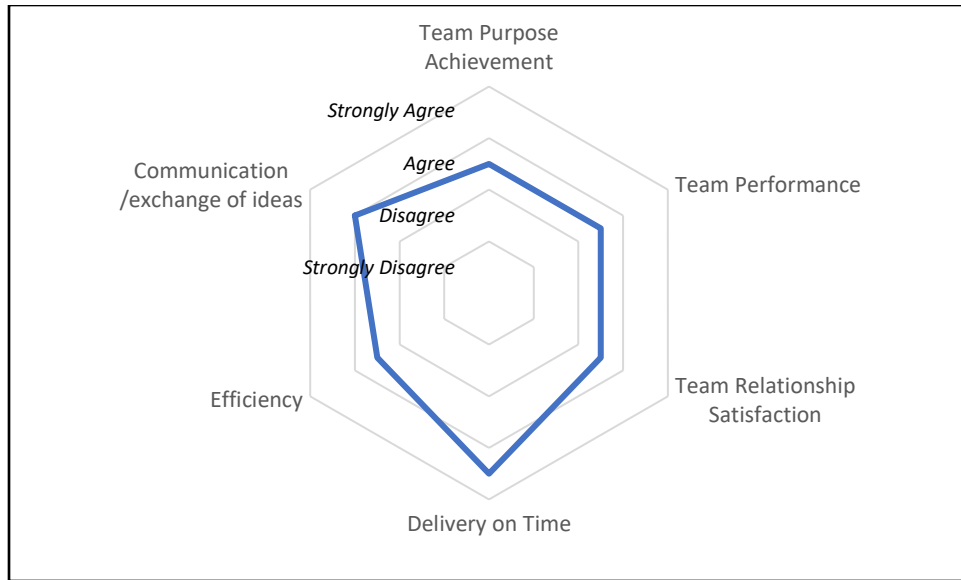 Team Purpose
Achievement
Strongly Agree
Communication
/exchange of ideas
Agree
Team Performance
Disagree
Strongly Disagree
Efficiency
Team Relationship
Satisfaction
Delivery on Time